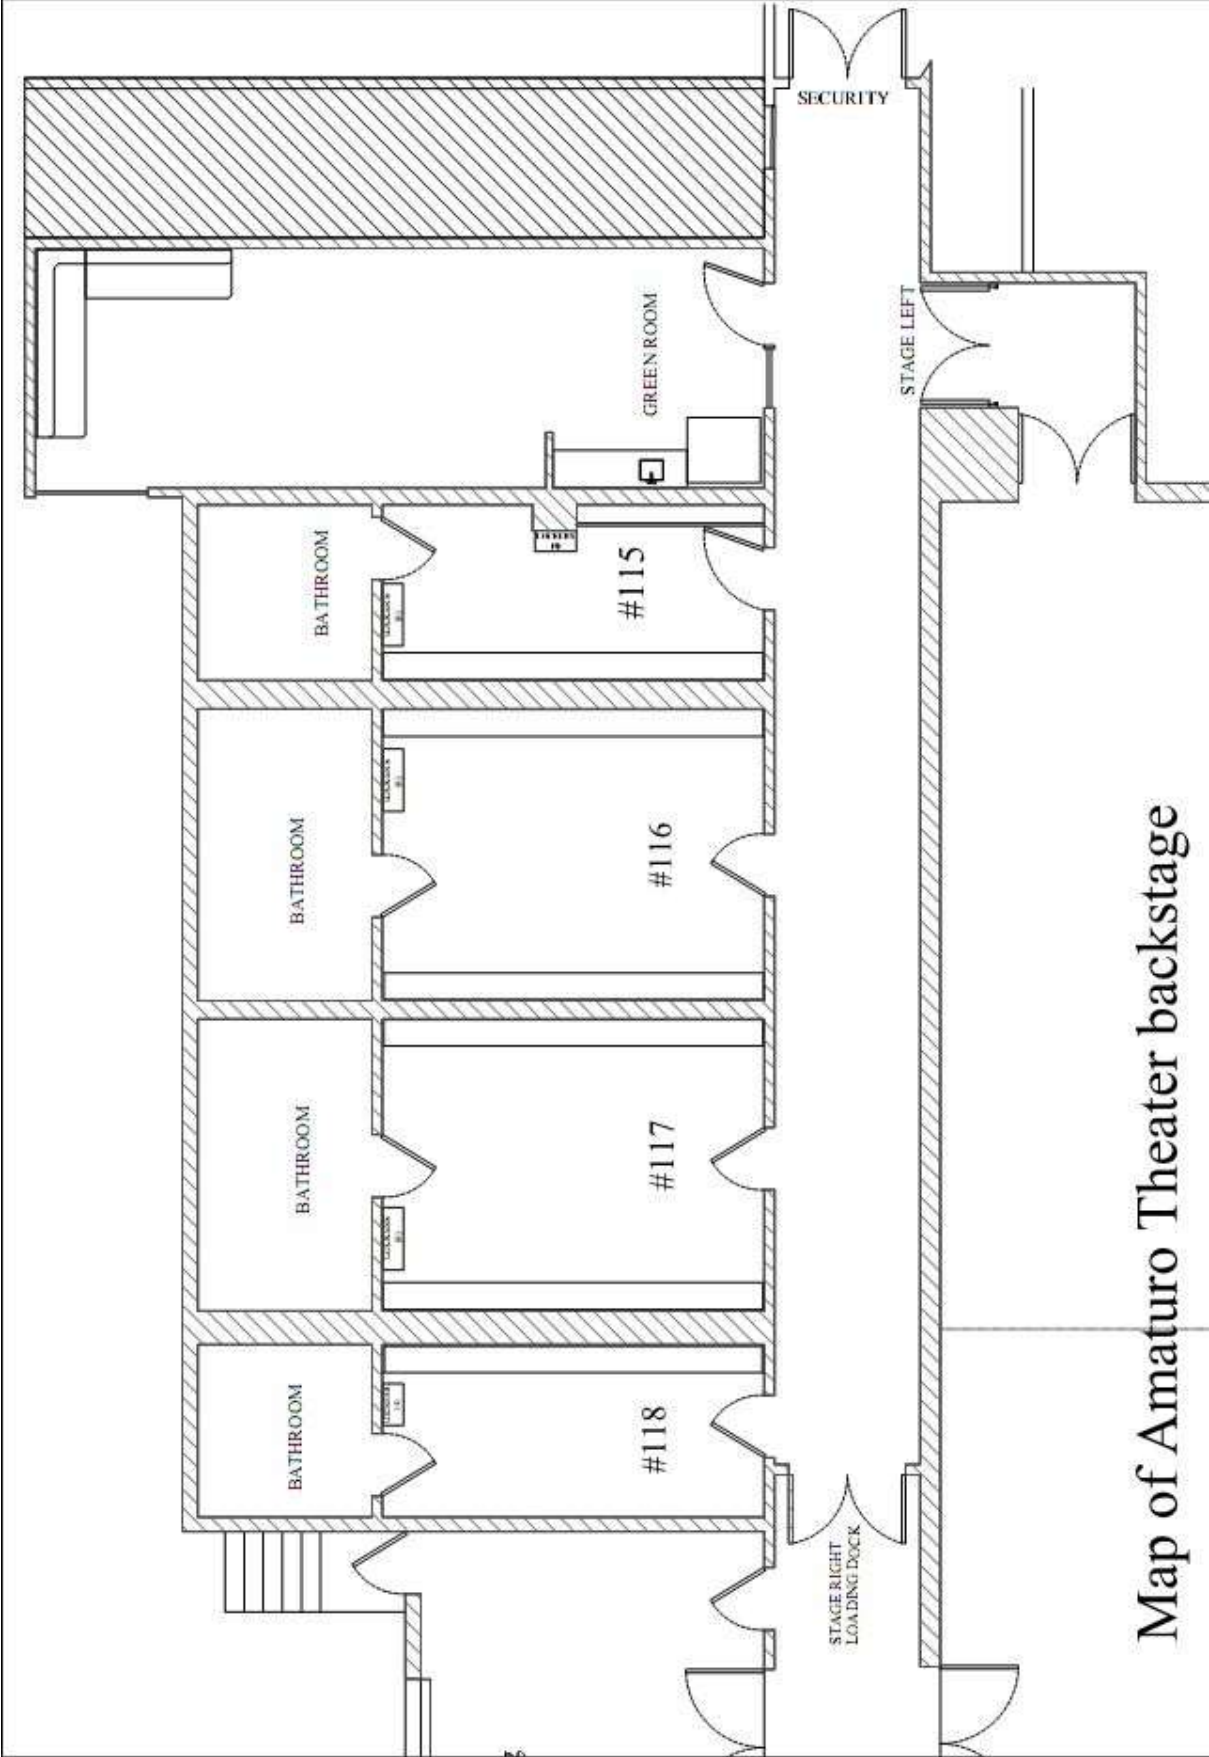 SECURITY
GREEN ROOM
STAGE LEFT
BATHROOM
#115
BATHROOM
#116
BATHROOM
#117
BATHROOM
#118
STAGE RIGHT
LOADING DOCK
Map of Amaturo Theater backstage